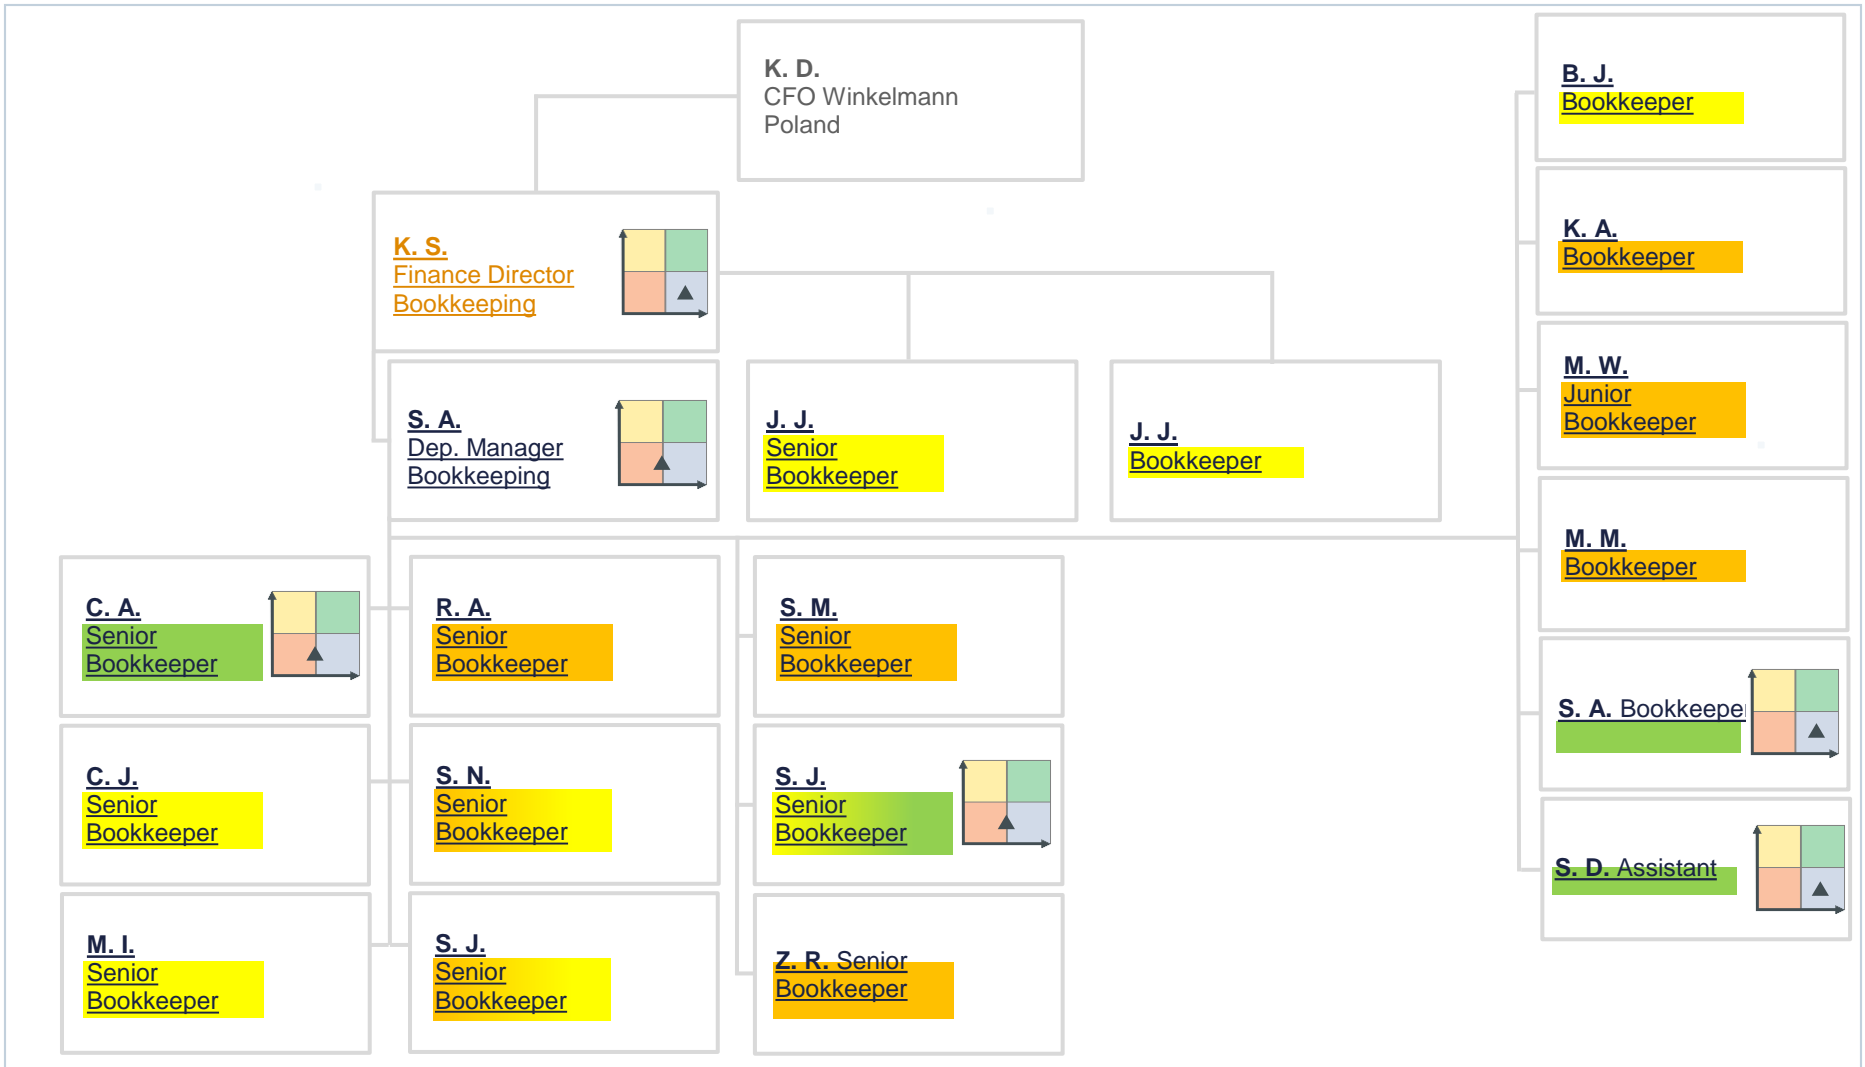 K. D.
CFO Winkelmann
Poland
K. S.
Finance Director
Bookkeeping
S. A.
Dep. Manager
Bookkeeping
J. J.
Senior
Bookkeeper
J. J.
Bookkeeper
C. A.
Senior
Bookkeeper
R. A.
Senior
Bookkeeper
S. M.
Senior
Bookkeeper
C. J.
Senior
Bookkeeper
S. N.
Senior
Bookkeeper
S. J.
Senior
Bookkeeper
M. I.
Senior
Bookkeeper
S. J.
Senior
Bookkeeper
Z. R. Senior
Bookkeeper
B. J.
Bookkeeper
K. A.
Bookkeeper
M. W.
Junior
Bookkeeper
M. M.
Bookkeeper
S. A. Bookkeeper
S. D. Assistant